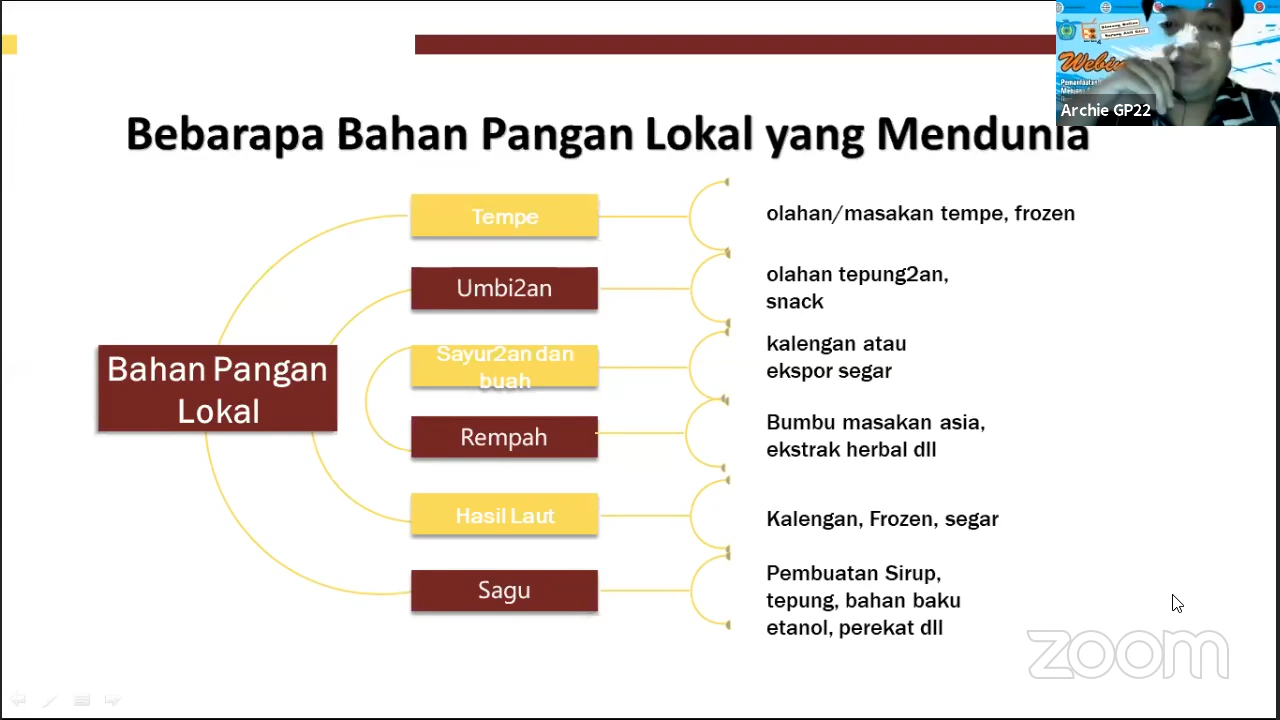 Bebarapa Bahan Pangan Lokal yang Mendunia
Webin
Archie GP22
Bahan Pangan
Lokal
Tempe
olahan/masakan tempe, frozen
Umbi2an
olahan tepung2an,
snack
Sayur2an dan
buah
kalengan atau
ekspor segar
Rempah
Bumbu masakan asia,
ekstrak herbal dll
Hasil Laut
Kalengan, Frozen, segar
Sagu
Pembuatan Sirup,
tepung, bahan baku
etanol, perekat dll
zoom